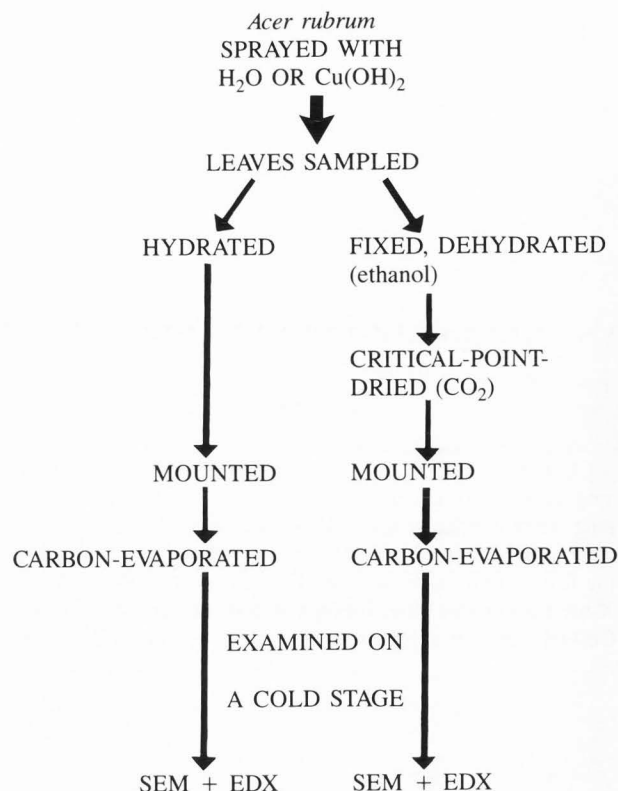 Acer rubrum
SPRAYED WITH
H₂O OR Cu(OH)₂
LEAVES SAMPLED
HYDRATED
FIXED, DEHYDRATED
(ethanol)
CRITICAL-POINT-
DRIED (CO₂)
MOUNTED
MOUNTED
CARBON-EVAPORATED
CARBON-EVAPORATED
EXAMINED ON
A COLD STAGE
SEM + EDX
SEM + EDX